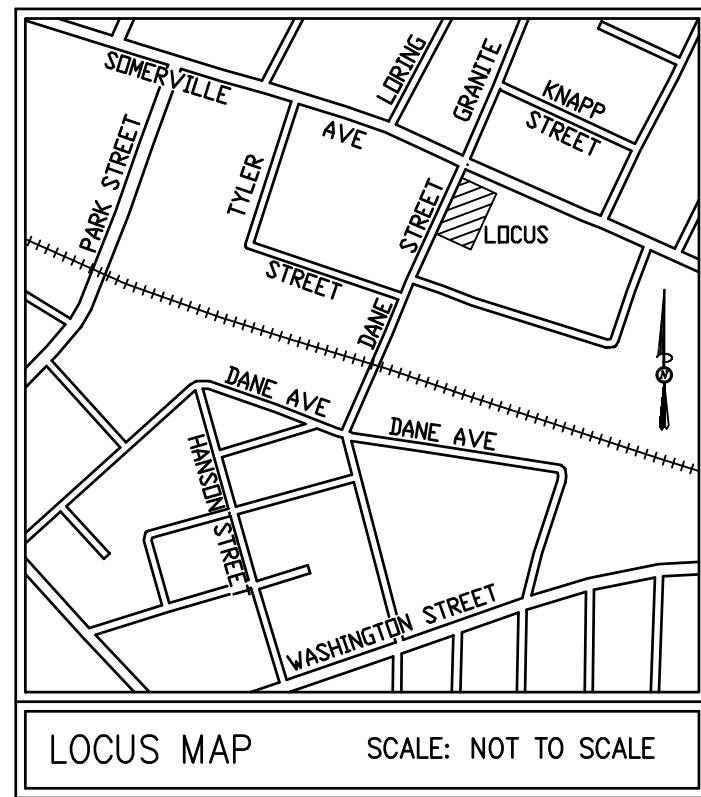 SOMERVILLE
AVE
LORING
GRANITE
KNAPP
STREET
PARK STREET
TYLER
STREET
STREET
DANE
LOCUS
N
DANE AVE
DANE AVE
HANSON STREET
WASHINGTON STREET
LOCUS MAP
SCALE: NOT TO SCALE